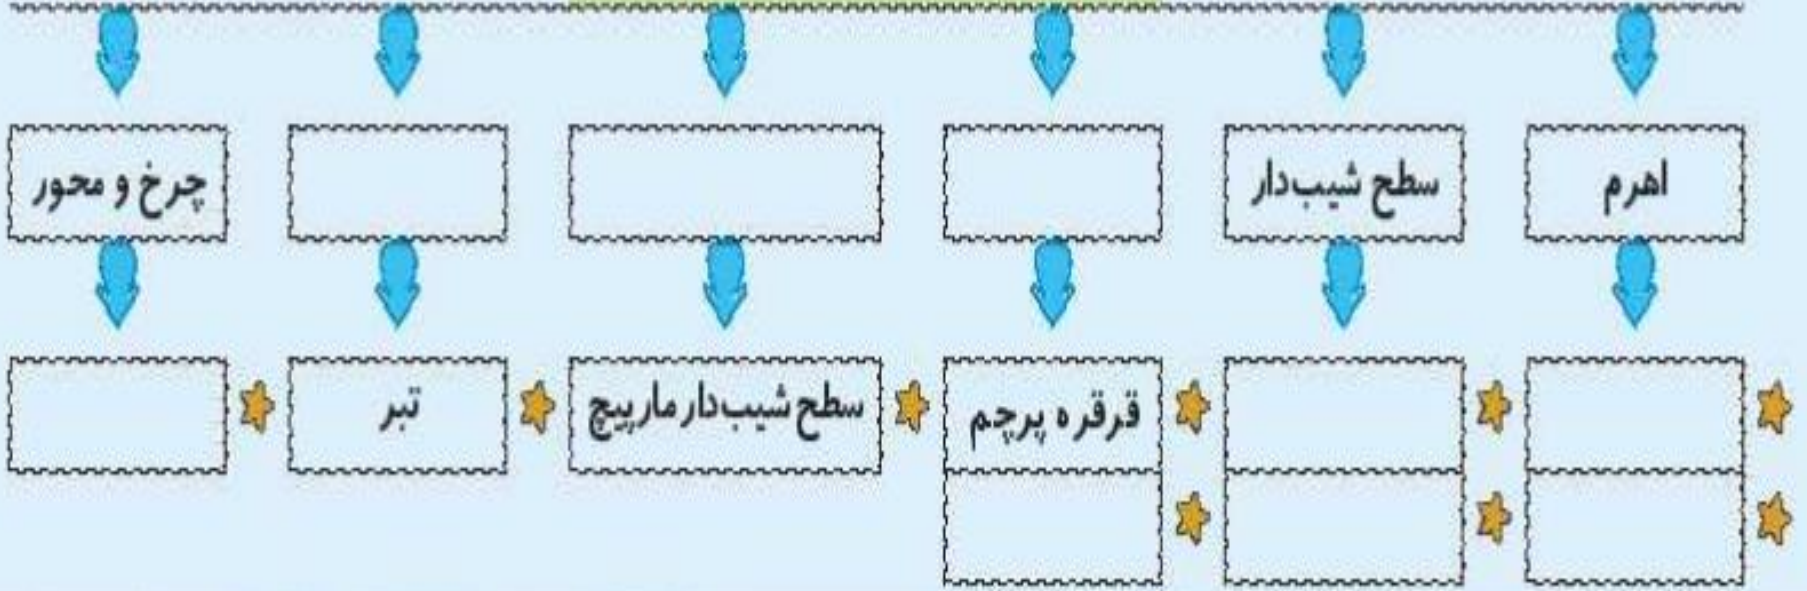 اهرم
سطح شیب‌دار
چرخ و محور
قرقره پرچم
سطح شیب‌دار مارپیچ
تبر